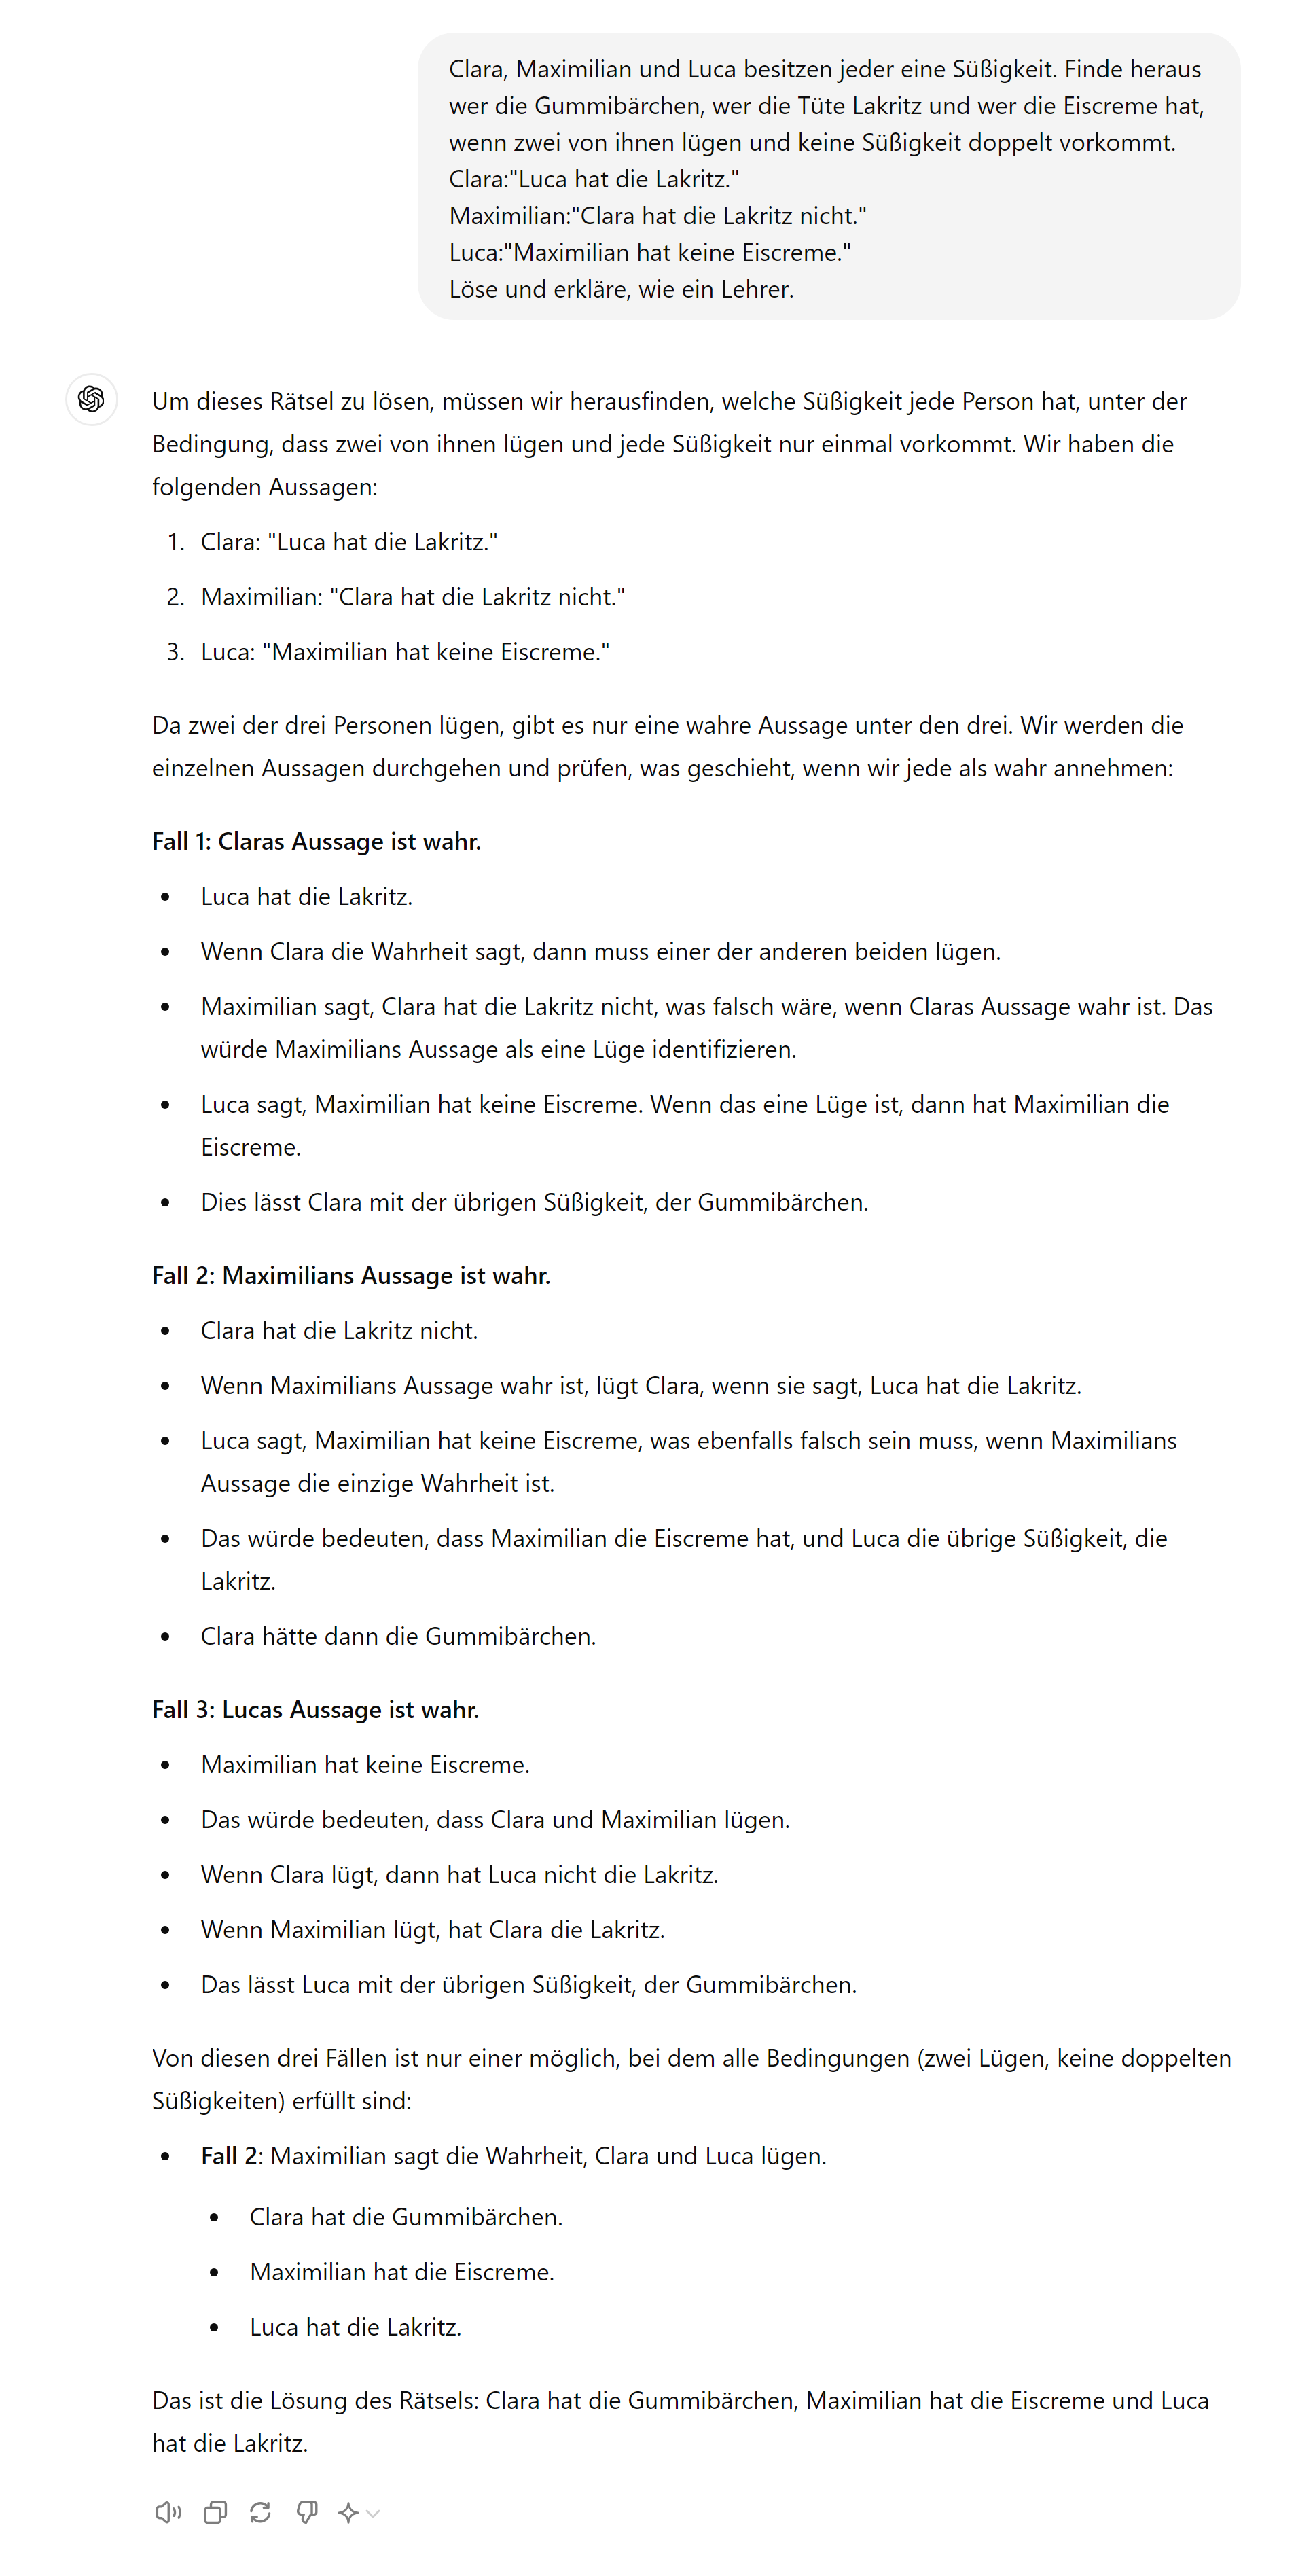 Clara, Maximilian und Luca besitzen jeder eine Süßigkeit. Finde heraus
wer die Gummibärchen, wer die Tüte Lakritz und wer die Eiscreme hat,
wenn zwei von ihnen lügen und keine Süßigkeit doppelt vorkommt.
Clara:"Luca hat die Lakritz."
Maximilian:"Clara hat die Lakritz nicht."
Luca:"Maximilian hat keine Eiscreme."
Löse und erkläre, wie ein Lehrer.
Um dieses Rätsel zu lösen, müssen wir herausfinden, welche Süßigkeit jede Person hat, unter der
Bedingung, dass zwei von ihnen lügen und jede Süßigkeit nur einmal vorkommt. Wir haben die
folgenden Aussagen:
1. Clara: "Luca hat die Lakritz."
2. Maximilian: "Clara hat die Lakritz nicht."
3. Luca: "Maximilian hat keine Eiscreme."
Da zwei der drei Personen lügen, gibt es nur eine wahre Aussage unter den drei. Wir werden die
einzelnen Aussagen durchgehen und prüfen, was geschieht, wenn wir jede als wahr annehmen:
Fall 1: Claras Aussage ist wahr.
• Luca hat die Lakritz.
• Wenn Clara die Wahrheit sagt, dann muss einer der anderen beiden lügen.
• Maximilian sagt, Clara hat die Lakritz nicht, was falsch wäre, wenn Claras Aussage wahr ist. Das
würde Maximilians Aussage als eine Lüge identifizieren.
• Luca sagt, Maximilian hat keine Eiscreme. Wenn das eine Lüge ist, dann hat Maximilian die
Eiscreme.
• Dies lässt Clara mit der übrigen Süßigkeit, der Gummibärchen.
Fall 2: Maximilians Aussage ist wahr.
• Clara hat die Lakritz nicht.
• Wenn Maximilians Aussage wahr ist, lügt Clara, wenn sie sagt, Luca hat die Lakritz.
• Luca sagt, Maximilian hat keine Eiscreme, was ebenfalls falsch sein muss, wenn Maximilians
Aussage die einzige Wahrheit ist.
• Das würde bedeuten, dass Maximilian die Eiscreme hat, und Luca die übrige Süßigkeit, die
Lakritz.
• Clara hätte dann die Gummibärchen.
Fall 3: Lucas Aussage ist wahr.
• Maximilian hat keine Eiscreme.
• Das würde bedeuten, dass Clara und Maximilian lügen.
• Wenn Clara lügt, dann hat Luca nicht die Lakritz.
• Wenn Maximilian lügt, hat Clara die Lakritz.
• Das lässt Luca mit der übrigen Süßigkeit, der Gummibärchen.
Von diesen drei Fällen ist nur einer möglich, bei dem alle Bedingungen (zwei Lügen, keine doppelten
Süßigkeiten) erfüllt sind:
• Fall 2: Maximilian sagt die Wahrheit, Clara und Luca lügen.
• Clara hat die Gummibärchen.
• Maximilian hat die Eiscreme.
• Luca hat die Lakritz.
Das ist die Lösung des Rätsels: Clara hat die Gummibärchen, Maximilian hat die Eiscreme und Luca
hat die Lakritz.